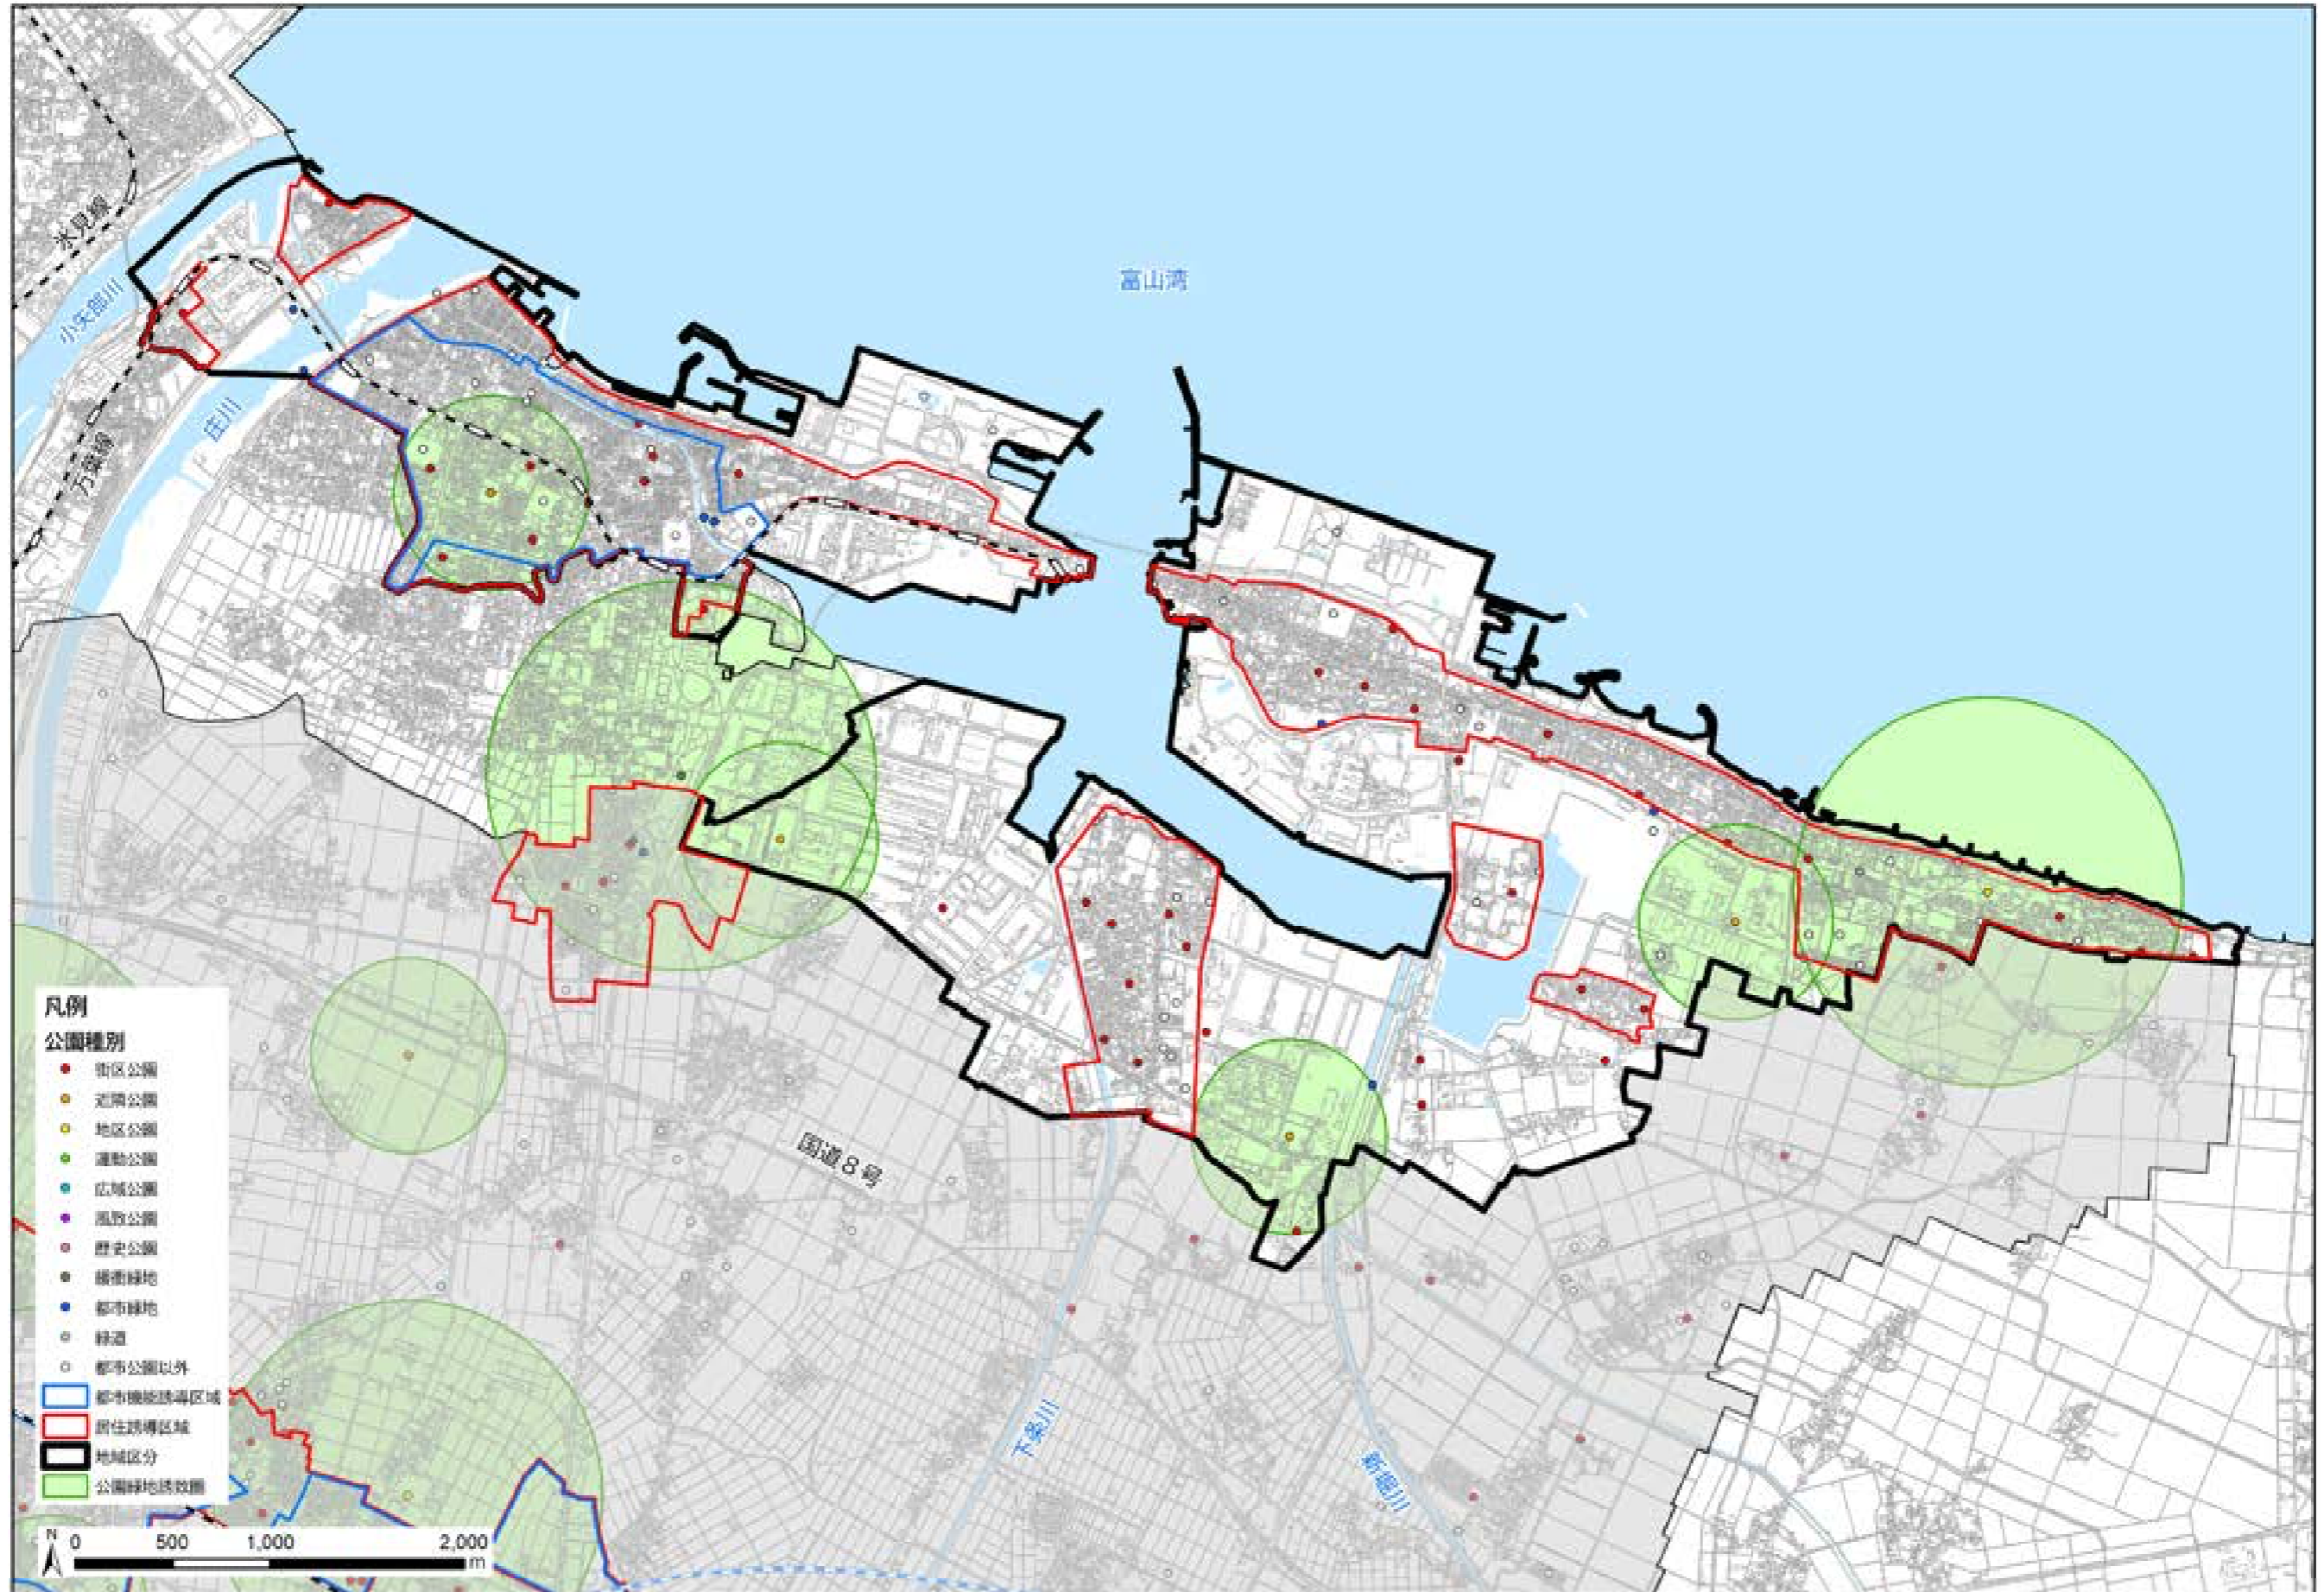 氷見線
小矢部川
庄川
万葉線
富山湾
国道8号
下条川
新堀川
凡例
公園種別
街区公園
近隣公園
地区公園
運動公園
広域公園
風致公園
歴史公園
緩衝緑地
都市緑地
緑道
都市公園以外
都市機能誘導区域
居住誘導区域
地域区分
公園緑地誘致圏
N
0 500 1,000 2,000
m